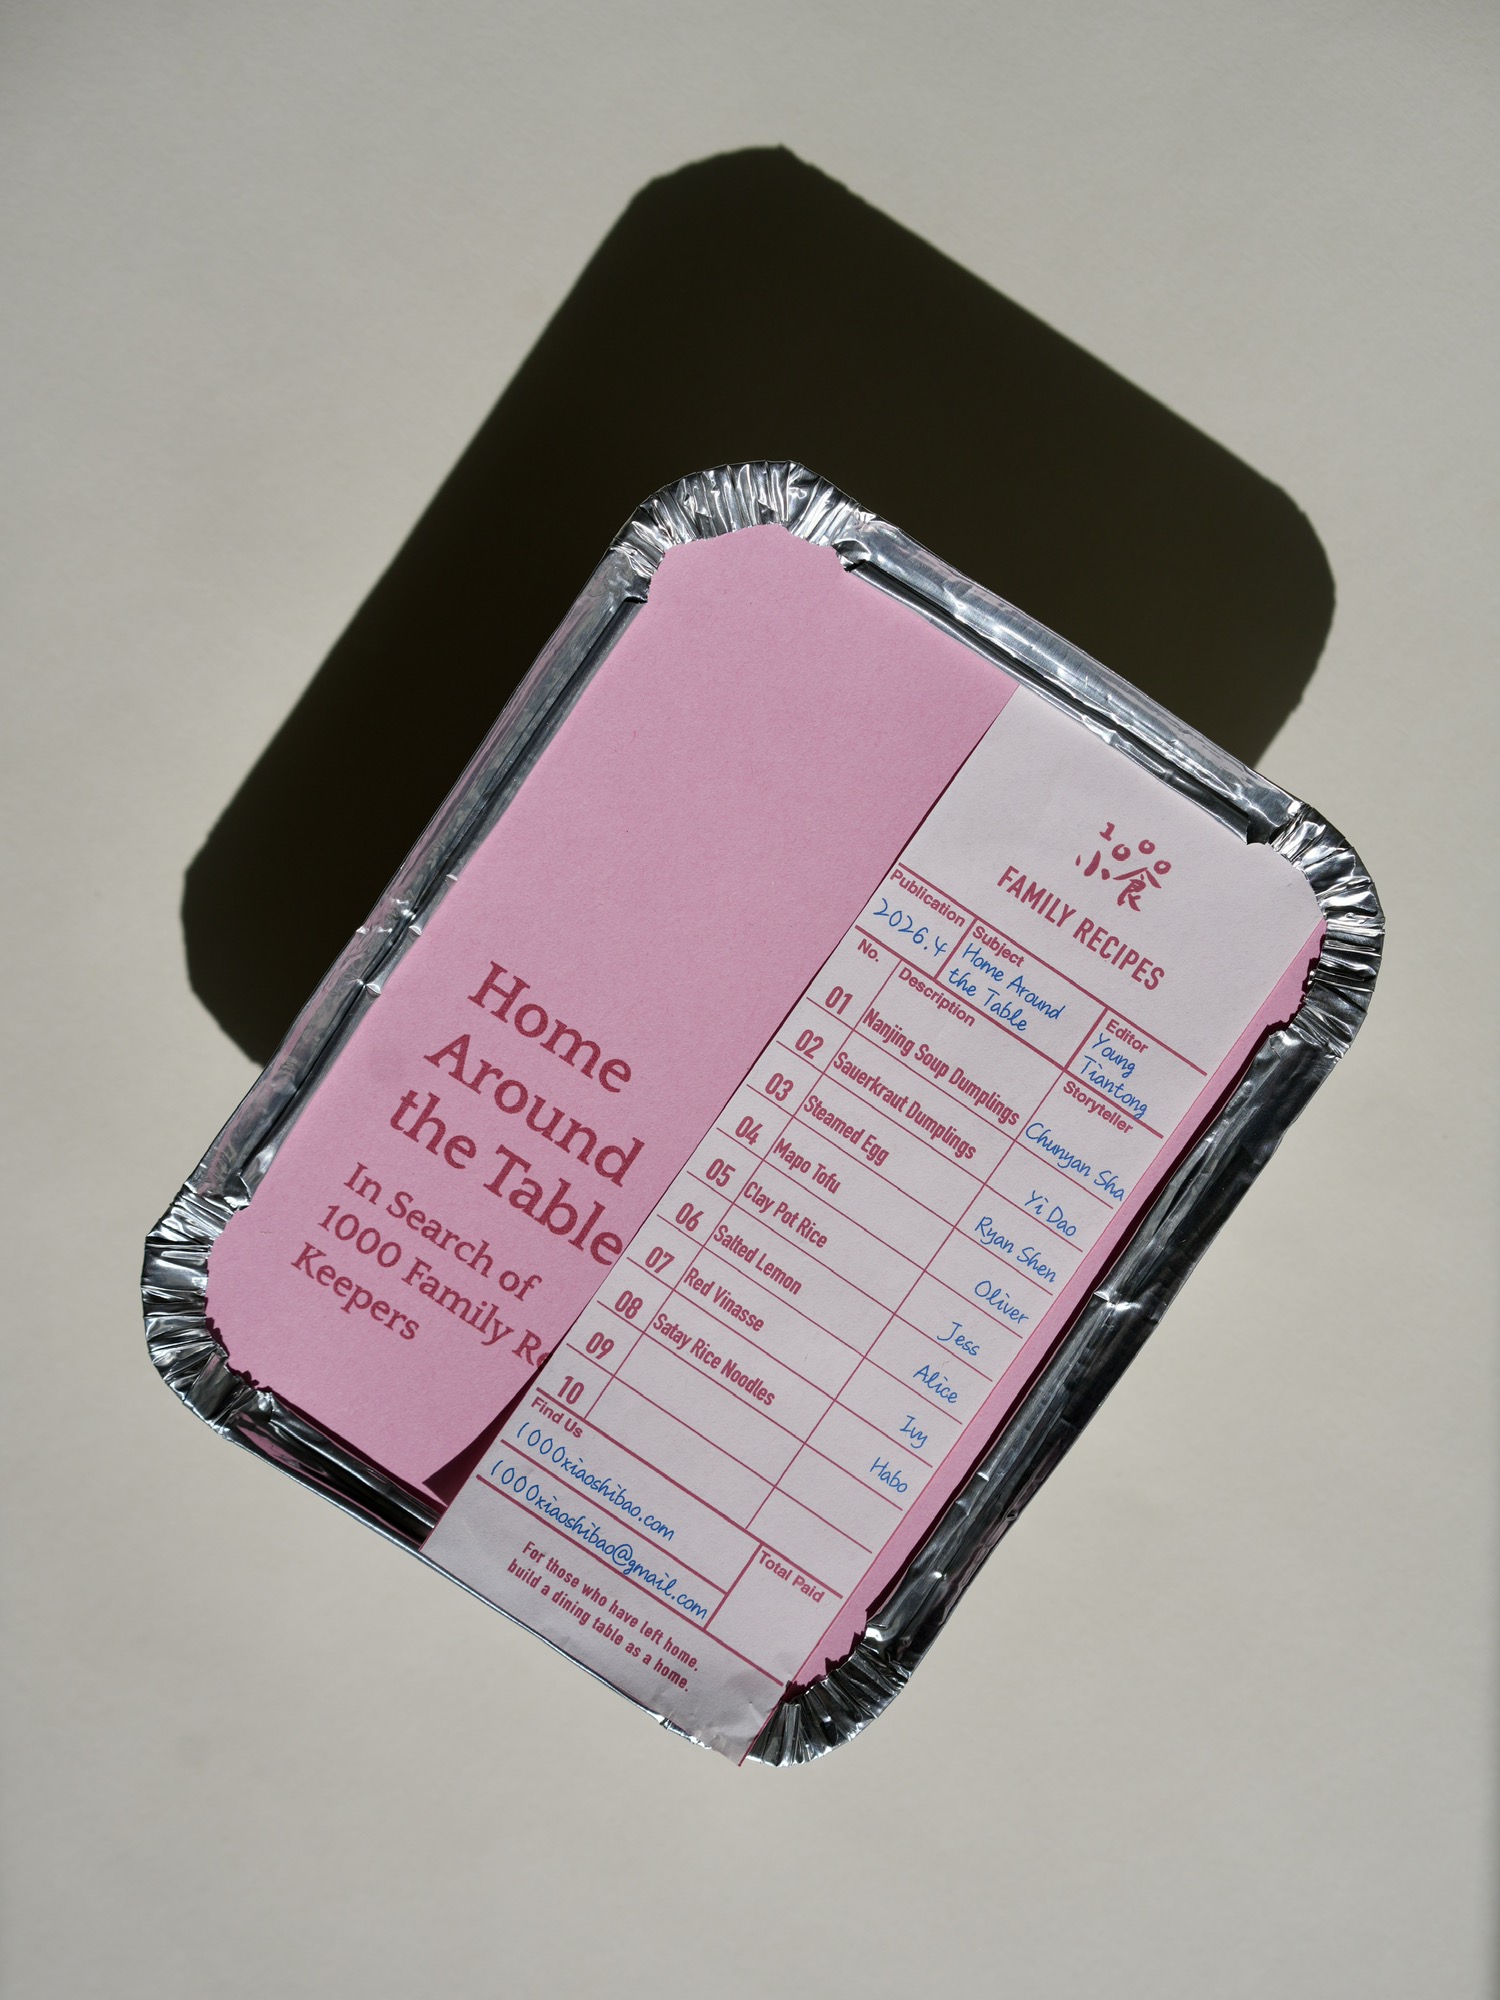 Home
Around
the Table
In Search of
1000 Family
Keepers
1000
小食
FAMILY RECIPES
Publication
2026.4
Subject
Home Around
the Table
Editor
Young
Tiantong
No.
Description
Storyteller
01 Nanjing Soup Dumplings Chunyan Sha
02 Sauerkraut Dumplings Yi Dao
03 Steamed Egg Ryan Shen
04 Mapo Tofu Oliver
05 Clay Pot Rice Jess
06 Salted Lemon Alice
07 Red Vinasse Ivy
08 Satay Rice Noodles Habo
09
10
Find Us
1000xiaoshibao.com
1000xiaoshibao@gmail.com
Total Paid
For those who have left home,
build a dining table as a home.